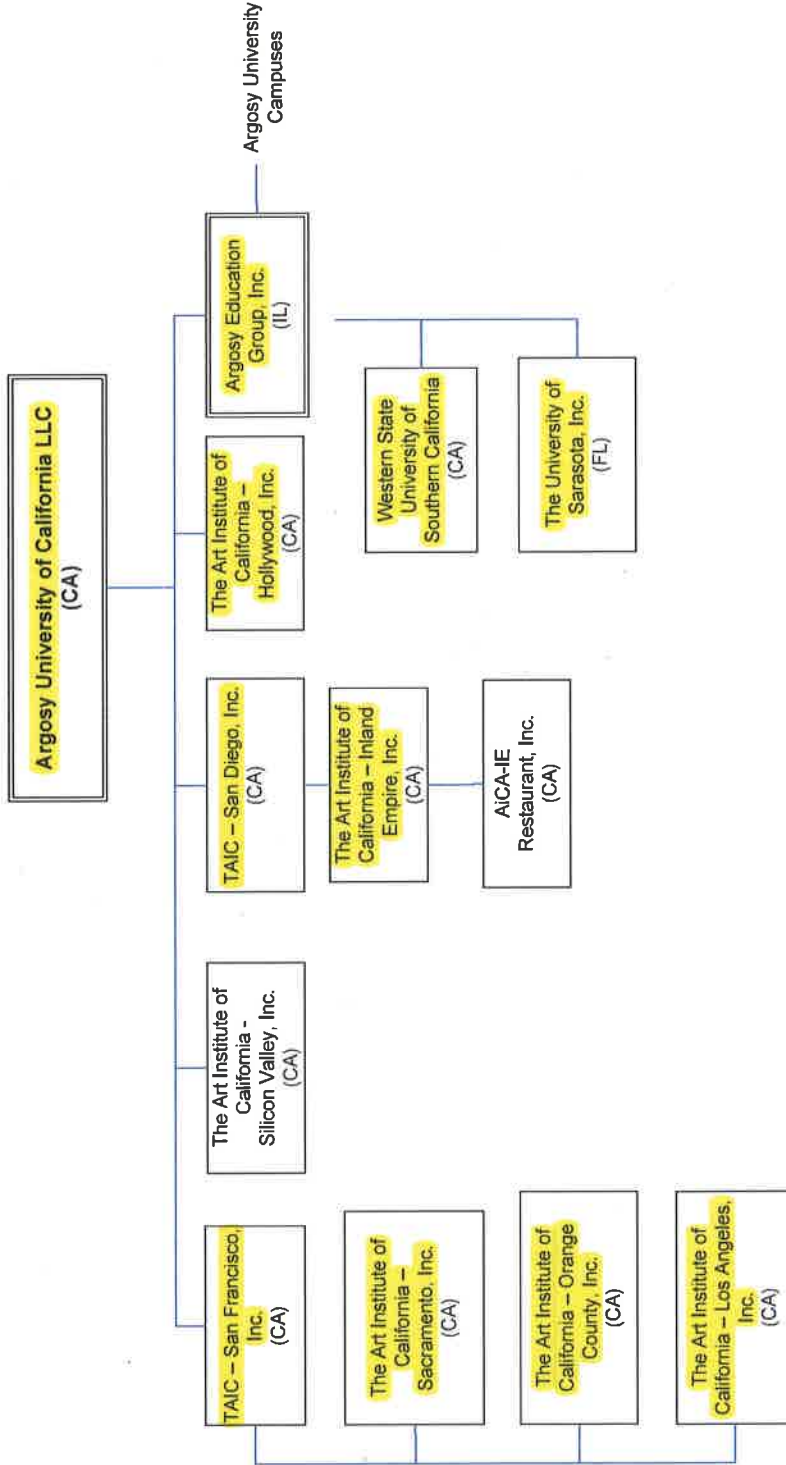 Argosy University of California LLC
(CA)
TAIC – San Francisco,
Inc.
(CA)
The Art Institute of
California -
Silicon Valley, Inc.
(CA)
TAIC – San Diego, Inc.
(CA)
The Art Institute of
California –
Hollywood, Inc.
(CA)
Argosy Education
Group, Inc.
(IL)
Argosy University
Campuses
The Art Institute of
California –
Sacramento, Inc.
(CA)
The Art Institute of
California – Orange
County, Inc.
(CA)
The Art Institute of
California – Los Angeles,
Inc.
(CA)
The Art Institute of
California – Inland
Empire, Inc.
(CA)
AiCA-IE
Restaurant, Inc.
(CA)
Western State
University of
Southern California
(CA)
The University of
Sarasota, Inc.
(FL)